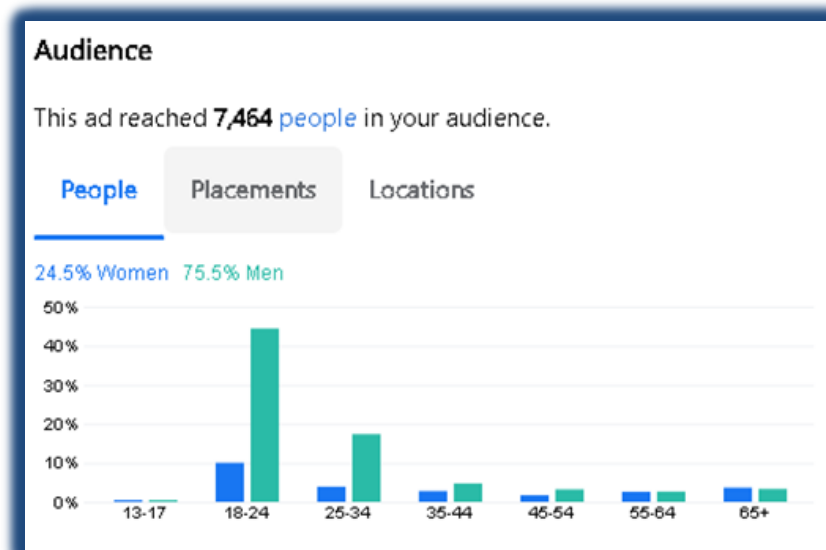 Audience
This ad reached 7,464 people in your audience.
People Placements Locations
24.5% Women 75.5% Men
50%
40%
30%
20%
10%
0%
13-17 18-24 25-34 35-44 45-54 55-64 65+